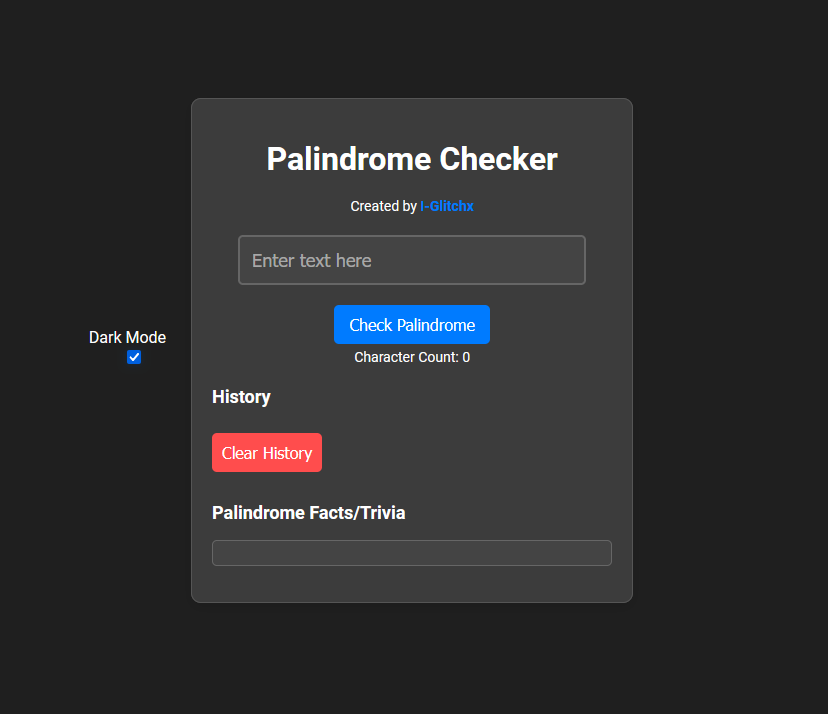 Palindrome Checker
Created by I-Glitchx
Enter text here
Check Palindrome
Character Count: 0
Dark Mode
History
Clear History
Palindrome Facts/Trivia